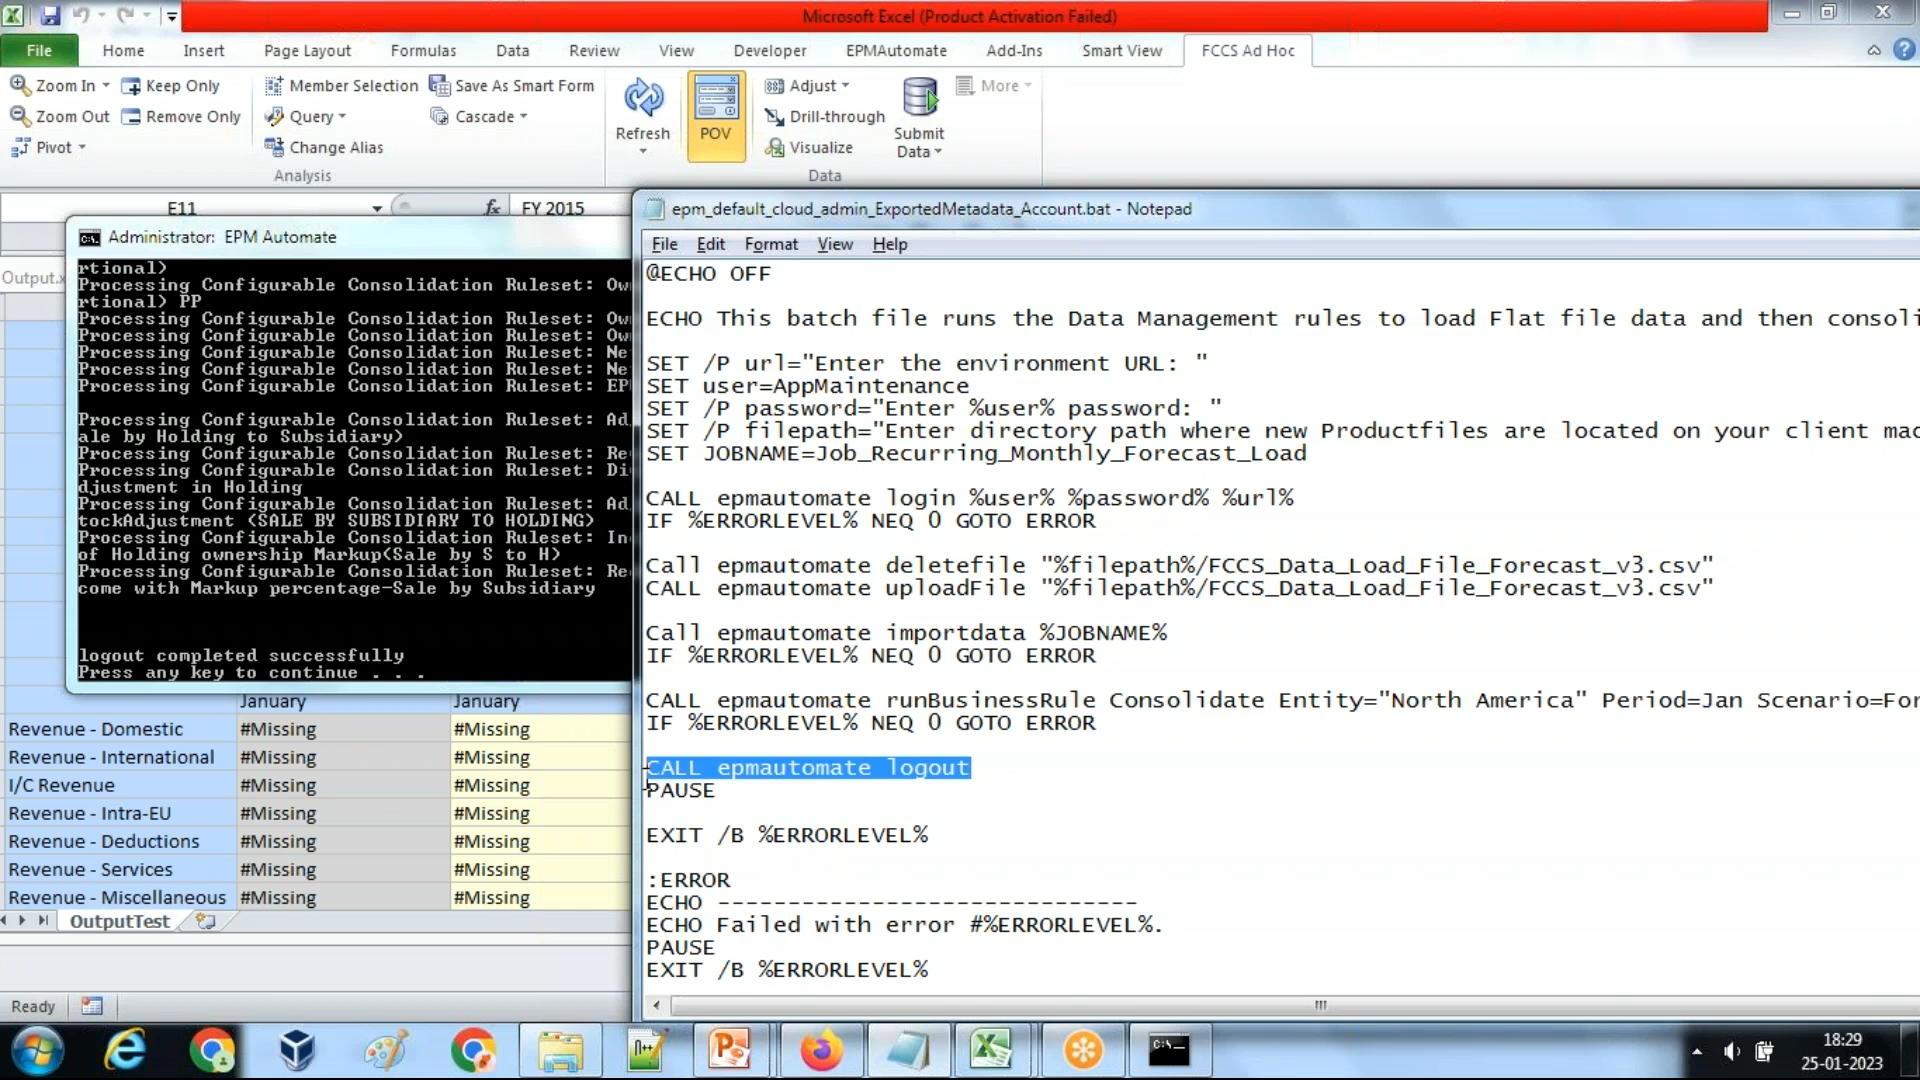 Microsoft Excel (Product Activation Failed)
File Home Insert Page Layout Formulas Data Review View Developer EPMAutomate Add-Ins Smart View FCCS Ad Hoc
Zoom In Keep Only Member Selection Save As Smart Form Adjust More
Zoom Out Remove Only Query Cascade Refresh POV Drill-through Submit Data
Pivot Change Alias Visualize
Analysis Data
E11 fx FY 2015
Output.x
Administrator: EPM Automate
rtional)
Processing Configurable Consolidation Ruleset: Ow
rtional) PP
Processing Configurable Consolidation Ruleset: Ow
Processing Configurable Consolidation Ruleset: Ow
Processing Configurable Consolidation Ruleset: Ne
Processing Configurable Consolidation Ruleset: Ne
Processing Configurable Consolidation Ruleset: EP
Processing Configurable Consolidation Ruleset: Ad
ale by Holding to Subsidiary)
Processing Configurable Consolidation Ruleset: Re
Processing Configurable Consolidation Ruleset: Di
djustment in Holding
Processing Configurable Consolidation Ruleset: Ad
tockAdjustment (SALE BY SUBSIDIARY TO HOLDING)
Processing Configurable Consolidation Ruleset: In
of Holding ownership Markup(Sale by S to H)
Processing Configurable Consolidation Ruleset: Re
come with Markup percentage-Sale by Subsidiary
logout completed successfully
Press any key to continue . . .
January January
Revenue - Domestic #Missing #Missing
Revenue - International #Missing #Missing
I/C Revenue #Missing #Missing
Revenue - Intra-EU #Missing #Missing
Revenue - Deductions #Missing #Missing
Revenue - Services #Missing #Missing
Revenue - Miscellaneous #Missing #Missing
OutputTest
Ready
epm_default_cloud_admin_ExportedMetadata_Account.bat - Notepad
File Edit Format View Help
@ECHO OFF
ECHO This batch file runs the Data Management rules to load Flat file data and then consoli
SET /P url="Enter the environment URL: "
SET user=AppMaintenance
SET /P password="Enter %user% password: "
SET /P filepath="Enter directory path where new Productfiles are located on your client mac
SET JOBNAME=Job_Recurring_Monthly_Forecast_Load
CALL epmautomate login %user% %password% %url%
IF %ERRORLEVEL% NEQ 0 GOTO ERROR
Call epmautomate deletefile "%filepath%/FCCS_Data_Load_File_Forecast_v3.csv"
CALL epmautomate uploadFile "%filepath%/FCCS_Data_Load_File_Forecast_v3.csv"
Call epmautomate importdata %JOBNAME%
IF %ERRORLEVEL% NEQ 0 GOTO ERROR
CALL epmautomate runBusinessRule Consolidate Entity="North America" Period=Jan Scenario=For
IF %ERRORLEVEL% NEQ 0 GOTO ERROR
CALL epmautomate logout
PAUSE
EXIT /B %ERRORLEVEL%
:ERROR
ECHO ------------------------------
ECHO Failed with error #%ERRORLEVEL%.
PAUSE
EXIT /B %ERRORLEVEL%
18:29
25-01-2023